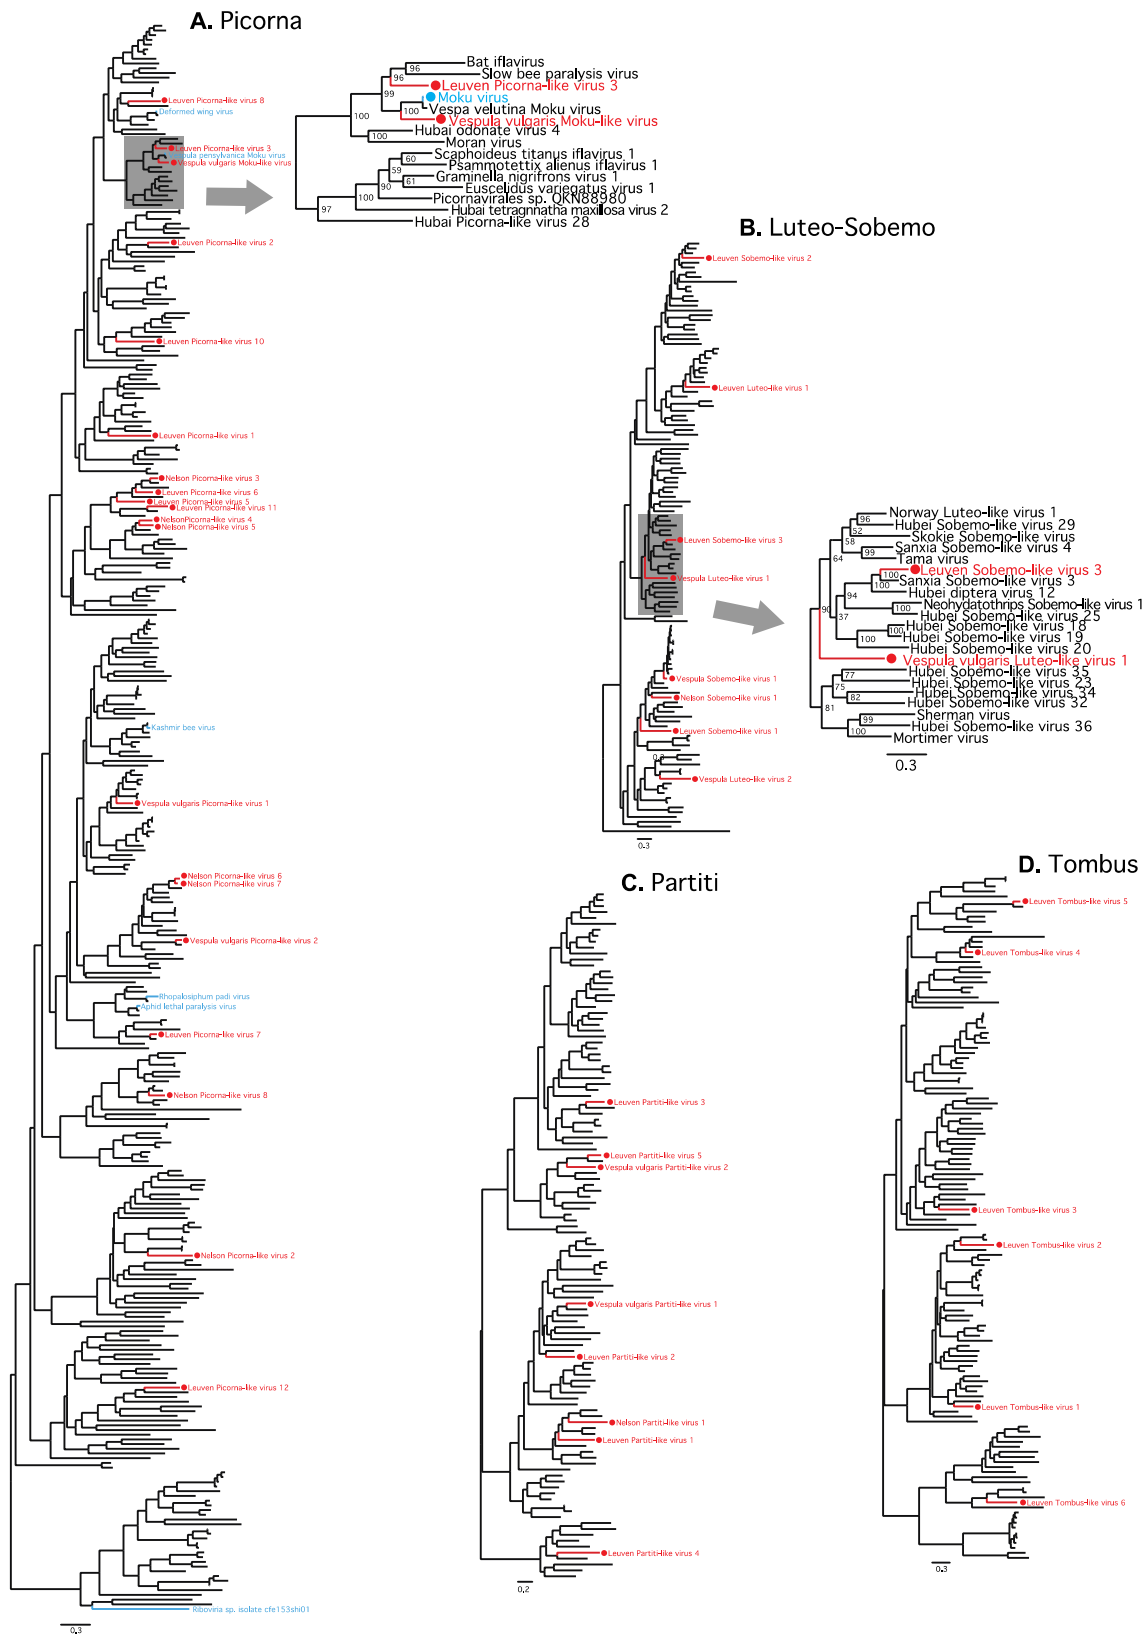 A. Picorna
Leuven Picorna-like virus 8
Deformed wing virus
Leuven Picorna-like virus 3
pensylvanica Moku virus
Vespula vulgaris Moku-like virus
Leuven Picorna-like virus 2
Leuven Picorna-like virus 10
Leuven Picorna-like virus 1
Nelson Picorna-like virus 3
Leuven Picorna-like virus 6
Leuven Picorna-like virus 5
Leuven Picorna-like virus 11
NelsonPicorna-like virus 4
Nelson Picorna-like virus 5
Kashmir bee virus
Vespula vulgaris Picorna-like virus 1
Nelson Picorna-like virus 6
Nelson Picorna-like virus 7
Vespula vulgaris Picorna-like virus 2
Rhopalosiphum padi virus
Aphid lethal paralysis virus
Leuven Picorna-like virus 7
Nelson Picorna-like virus 8
Nelson Picorna-like virus 2
Leuven Picorna-like virus 12
Ribovira sp. isolate cfe153shi01
0.3
Bat iflavirus
96
Slow bee paralysis virus
96
Leuven Picorna-like virus 3
99
Moku virus
100
Vespa velutina Moku virus
100
Vespula vulgaris Moku-like virus
Hubai odonate virus 4
100
Moran virus
Scaphoideus titanus iflavirus 1
60
Psammottettix alienus iflavirus 1
59
Graminella nigrifrons virus 1
61
90
Euscelidus variegatus virus 1
100
Picornavirales sp. QKN88980
97
Hubai tetragnnatha maxillosa virus 2
Hubai Picorna-like virus 28
B. Luteo-Sobemo
Leuven Sobemo-like virus 2
Leuven Luteo-like virus 1
Leuven Sobemo-like virus 3
Vespula Luteo-like virus 1
Vespula Sobemo-like virus 1
Nelson Sobemo-like virus 1
Leuven Sobemo-like virus 1
0.3
Vespula Luteo-like virus 2
0.3
Norway Luteo-like virus 1
96
Hubei Sobemo-like virus 29
52
Skokie Sobemo-like virus
58
Sanxia Sobemo-like virus 4
99
64
Tama virus
Leuven Sobemo-like virus 3
100
Sanxia Sobemo-like virus 3
100
Hubei diptera virus 12
94
Neohydatothrips Sobemo-like virus 1
90
100
Hubei Sobemo-like virus 25
37
Hubei Sobemo-like virus 18
100
Hubei Sobemo-like virus 19
100
Hubei Sobemo-like virus 20
Vespula vulgaris Luteo-like virus 1
Hubei Sobemo-like virus 35
77
Hubei Sobemo-like virus 23
75
Hubei Sobemo-like virus 34
82
Hubei Sobemo-like virus 32
81
Sherman virus
99
Hubei Sobemo-like virus 36
100
Mortimer virus
0.3
C. Partiti
Leuven Partiti-like virus 3
Leuven Partiti-like virus 5
Vespula vulgaris Partiti-like virus 2
Vespula vulgaris Partiti-like virus 1
Leuven Partiti-like virus 2
Nelson Partiti-like virus 1
Leuven Partiti-like virus 1
Leuven Partiti-like virus 4
0.2
D. Tombus
Leuven Tombus-like virus 5
Leuven Tombus-like virus 4
Leuven Tombus-like virus 3
Leuven Tombus-like virus 2
Leuven Tombus-like virus 1
Leuven Tombus-like virus 6
0.3